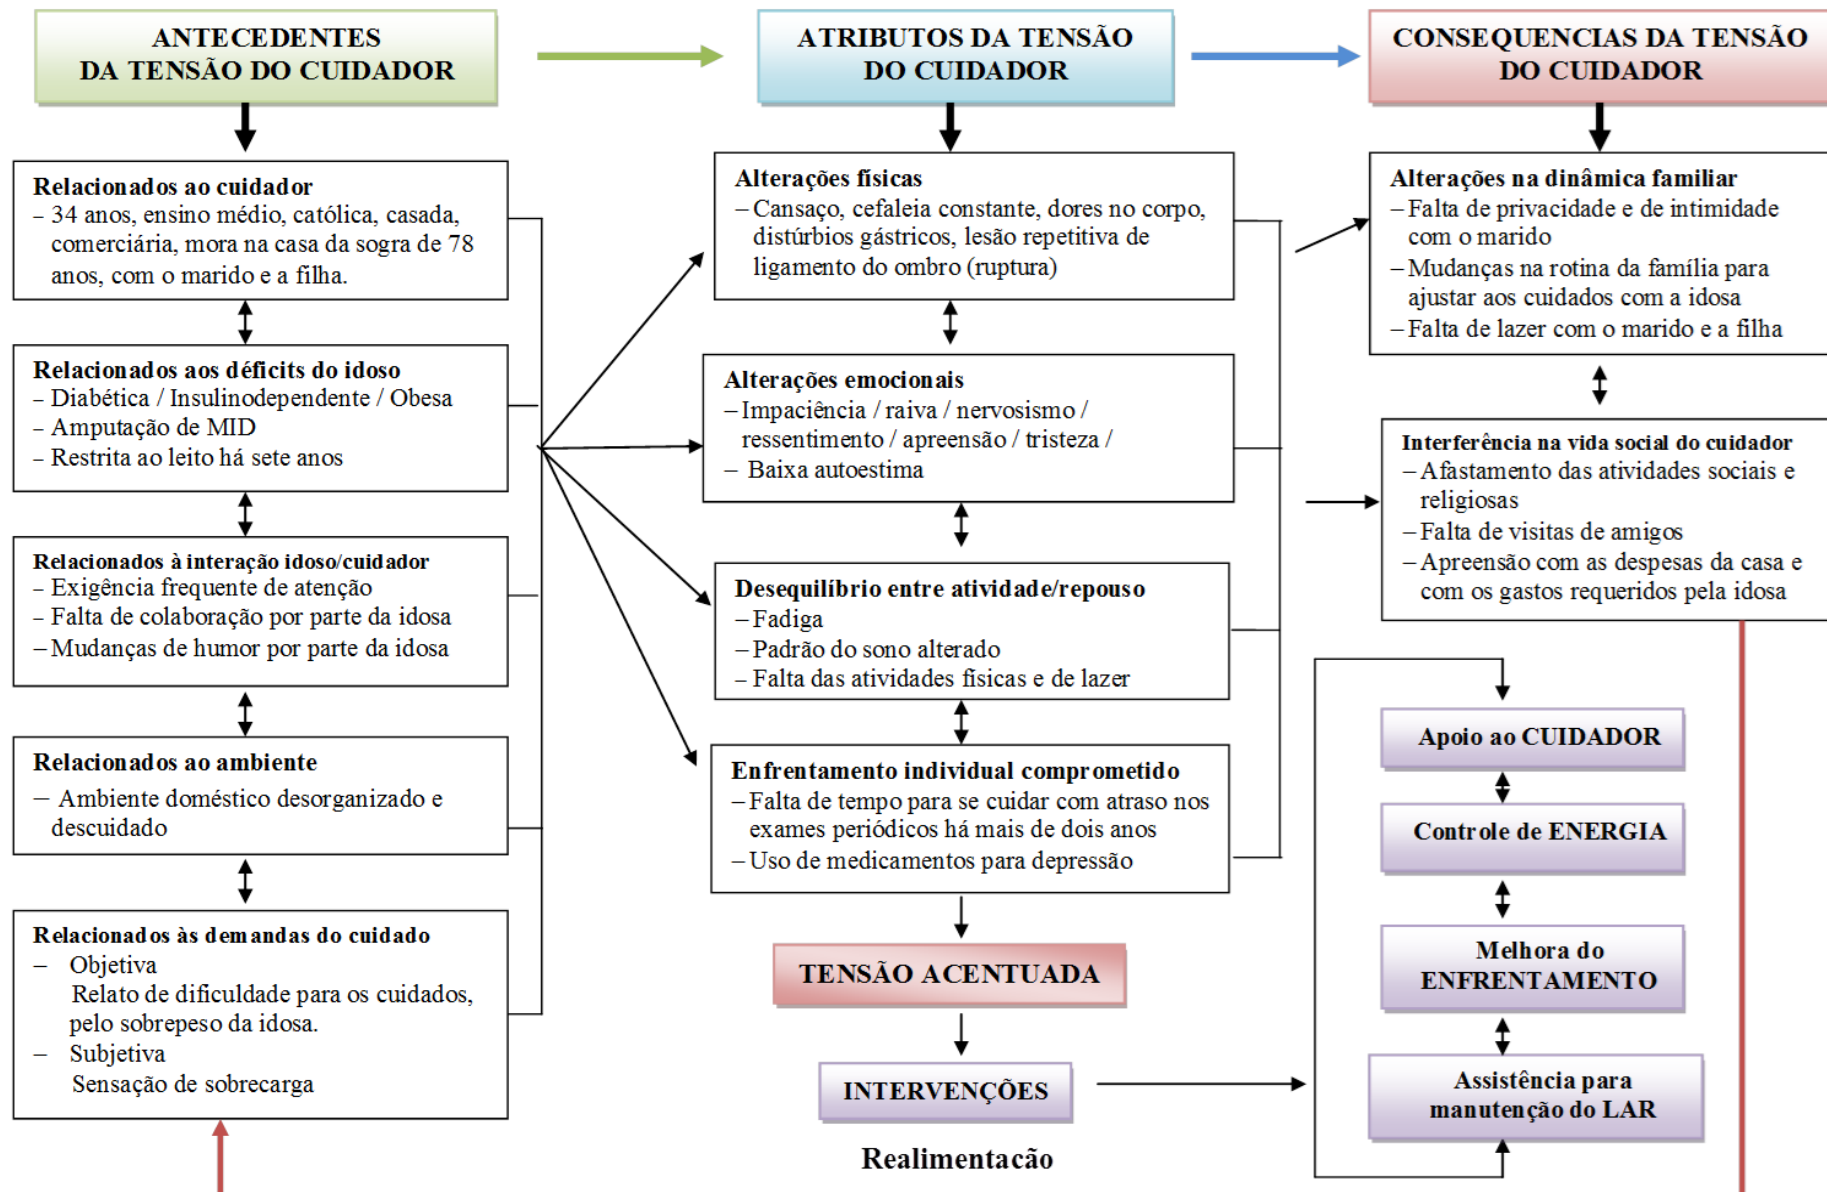 ANTECEDENTES
DA TENSÃO DO CUIDADOR
Relacionados ao cuidador
– 34 anos, ensino médio, católica, casada,
comerciária, mora na casa da sogra de 78
anos, com o marido e a filha.
Relacionados aos déficits do idoso
– Diabética / Insulinodependente / Obesa
– Amputação de MID
– Restrita ao leito há sete anos
Relacionados à interação idoso/cuidador
– Exigência frequente de atenção
– Falta de colaboração por parte da idosa
– Mudanças de humor por parte da idosa
Relacionados ao ambiente
– Ambiente doméstico desorganizado e
descuidado
Relacionados às demandas do cuidado
– Objetiva
Relato de dificuldade para os cuidados,
pelo sobrepeso da idosa.
– Subjetiva
Sensação de sobrecarga
ATRIBUTOS DA TENSÃO
DO CUIDADOR
Alterações físicas
– Cansaço, cefaleia constante, dores no corpo,
distúrbios gástricos, lesão repetitiva de
ligamento do ombro (ruptura)
Alterações emocionais
– Impaciência / raiva / nervosismo /
ressentimento / apreensão / tristeza /
– Baixa autoestima
Desequilíbrio entre atividade/repouso
– Fadiga
– Padrão do sono alterado
– Falta das atividades físicas e de lazer
Enfrentamento individual comprometido
– Falta de tempo para se cuidar com atraso nos
exames periódicos há mais de dois anos
– Uso de medicamentos para depressão
TENSÃO ACENTUADA
INTERVENÇÕES
Realimentacão
CONSEQUENCIAS DA TENSÃO
DO CUIDADOR
Alterações na dinâmica familiar
– Falta de privacidade e de intimidade
com o marido
– Mudanças na rotina da família para
ajustar aos cuidados com a idosa
– Falta de lazer com o marido e a filha
Interferência na vida social do cuidador
– Afastamento das atividades sociais e
religiosas
– Falta de visitas de amigos
– Apreensão com as despesas da casa e
com os gastos requeridos pela idosa
Apoio ao CUIDADOR
Controle de ENERGIA
Melhora do
ENFRENTAMENTO
Assistência para
manutenção do LAR